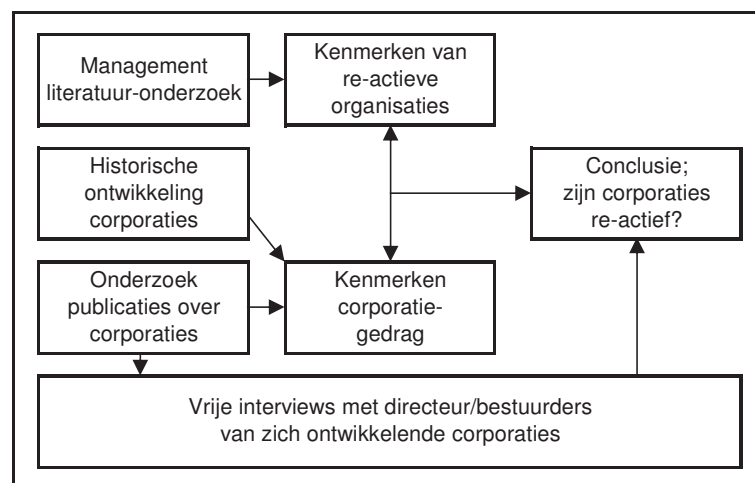 Management
literatuur-onderzoek
Kenmerken van
re-actieve
organisaties
Historische
ontwikkeling
corporaties
Conclusie;
zijn corporaties
re-actief?
Onderzoek
publicaties over
corporaties
Kenmerken
corporatie-
gedrag
Vrije interviews met directeur/bestuurders
van zich ontwikkelende corporaties